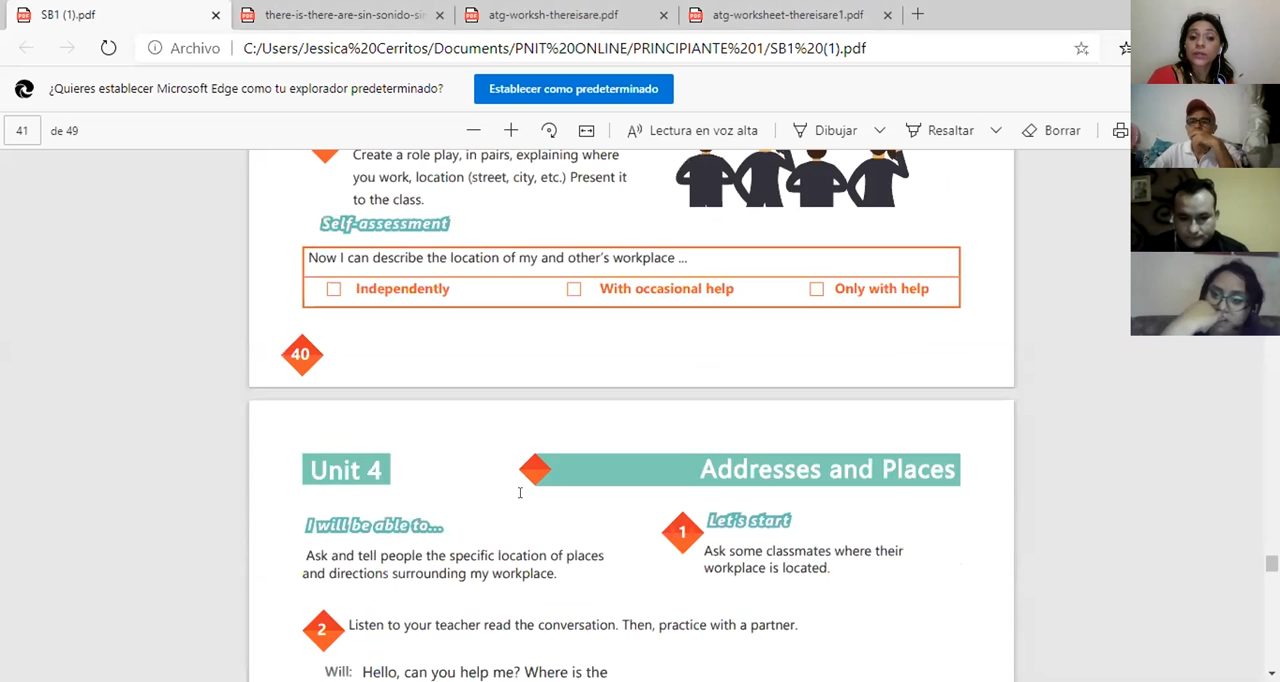 SB1 (1).pdf
there-is-there-are-sin-sonido-si
atg-worksh-thereisare.pdf
atg-worksheet-thereisare1.pdf
Archivo C:/Users/Jessica%20Cerritos/Documents/PNIT%20ONLINE/PRINCIPIANTE%201/SB1%20(1).pdf
¿Quieres establecer Microsoft Edge como tu explorador predeterminado? Establecer como predeterminado
41 de 49 Lectura en voz alta Dibujar Resaltar Borrar
Create a role play, in pairs, explaining where
you work, location (street, city, etc.) Present it
to the class.
Self-assessment
Now I can describe the location of my and other's workplace ...
Independently With occasional help Only with help
40
Unit 4 Addresses and Places
I will be able to...
Ask and tell people the specific location of places
and directions surrounding my workplace.
1 Let's start
Ask some classmates where their
workplace is located.
2 Listen to your teacher read the conversation. Then, practice with a partner.
Will: Hello, can you help me? Where is the